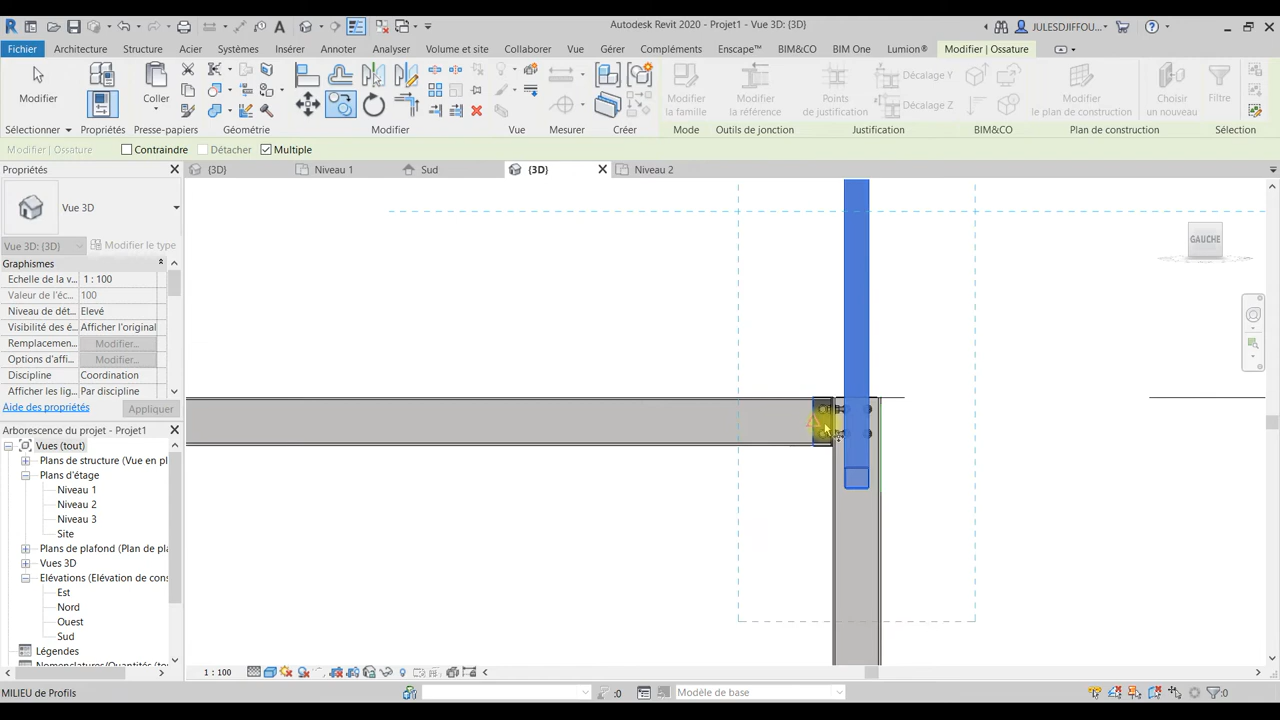 Autodesk Revit 2020 - Projet1 - Vue 3D: {3D}
JULESDJIFFOU...
Fichier Architecture Structure Acier Systèmes Insérer Annoter Analyser Volume et site Collaborer Vue Gérer Compléments Enscape™ BIM&CO BIM One Lumion® Modifier | Ossature
Modifier Coller Modifier la famille Modifier la référence Points de justification Décalage Y Décalage Z Modifier le plan de construction Choisir un nouveau Filtre
Sélectionner Propriétés Presse-papiers Géométrie Modifier Vue Mesurer Créer Mode Outils de jonction Justification BIM&CO Plan de construction Sélection
Modifier | Ossature Contraindre Détacher Multiple
Propriétés
{3D} Niveau 1 Sud {3D} Niveau 2
Vue 3D
Vue 3D: {3D} Modifier le type
Graphismes
Echelle de la v... 1 : 100
Valeur de l'éc... 100
Niveau de dét... Elevé
Visibilité des é... Afficher l'original
Remplacemen... Modifier...
Options d'affi... Modifier...
Discipline Coordination
Afficher les lig... Par discipline
Aide des propriétés Appliquer
Arborescence du projet - Projet1
Vues (tout)
Plans de structure (Vue en p
Plans d'étage
Niveau 1
Niveau 2
Niveau 3
Site
Plans de plafond (Plan de pla
Vues 3D
Elévations (Elévation de cons
Est
Nord
Ouest
Sud
Légendes
Nomenclatures/Quantités (tout
GAUCHE
1 : 100
MILIEU de Profils
:0 Modèle de base :0